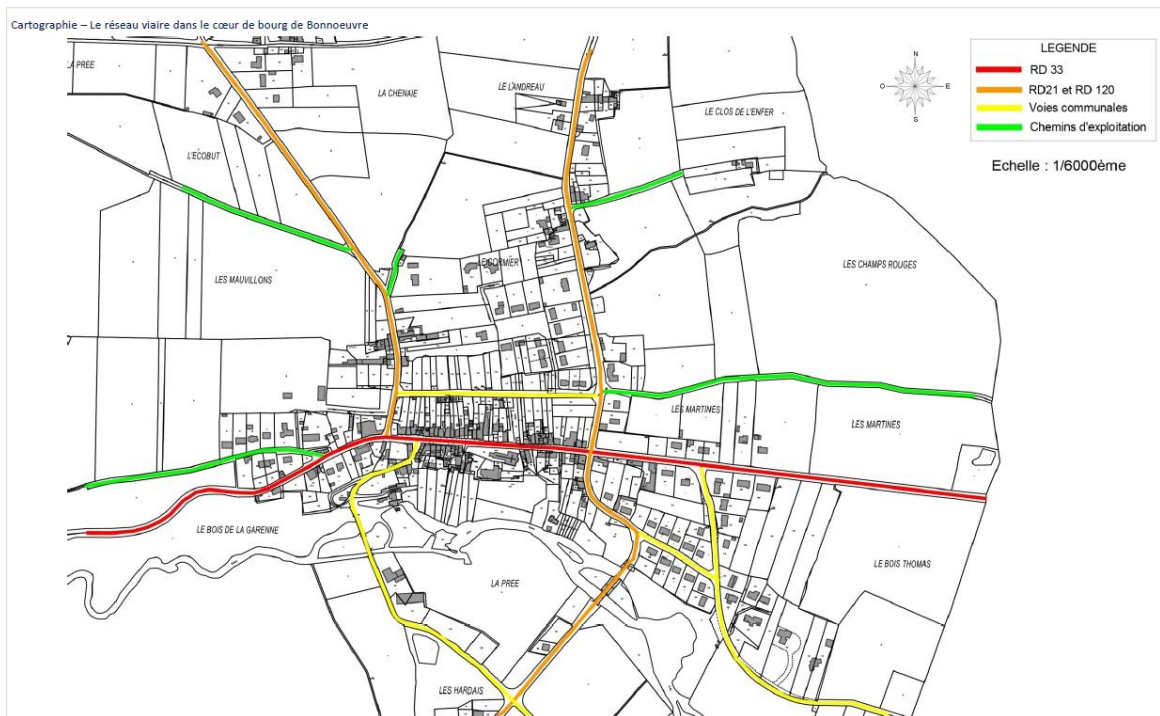 Cartographie – Le réseau viaire dans le cœur de bourg de Bonnoeuvre
LEGENDE
RD 33
RD21 et RD 120
Voies communales
Chemins d'exploitation
Echelle : 1/6000ème
N
O
E
S
LA PREE
LA CHENAIE
LE L'ANDREAU
LE CLOS DE L'ENFER
L'ECOBUT
LES MAUVILLONS
LE CORMIER
LES CHAMPS ROUGES
LES MARTINES
LES MARTINES
LE BOIS DE LA GARENNE
LA PREE
LE BOIS THOMAS
LES HARDAIS